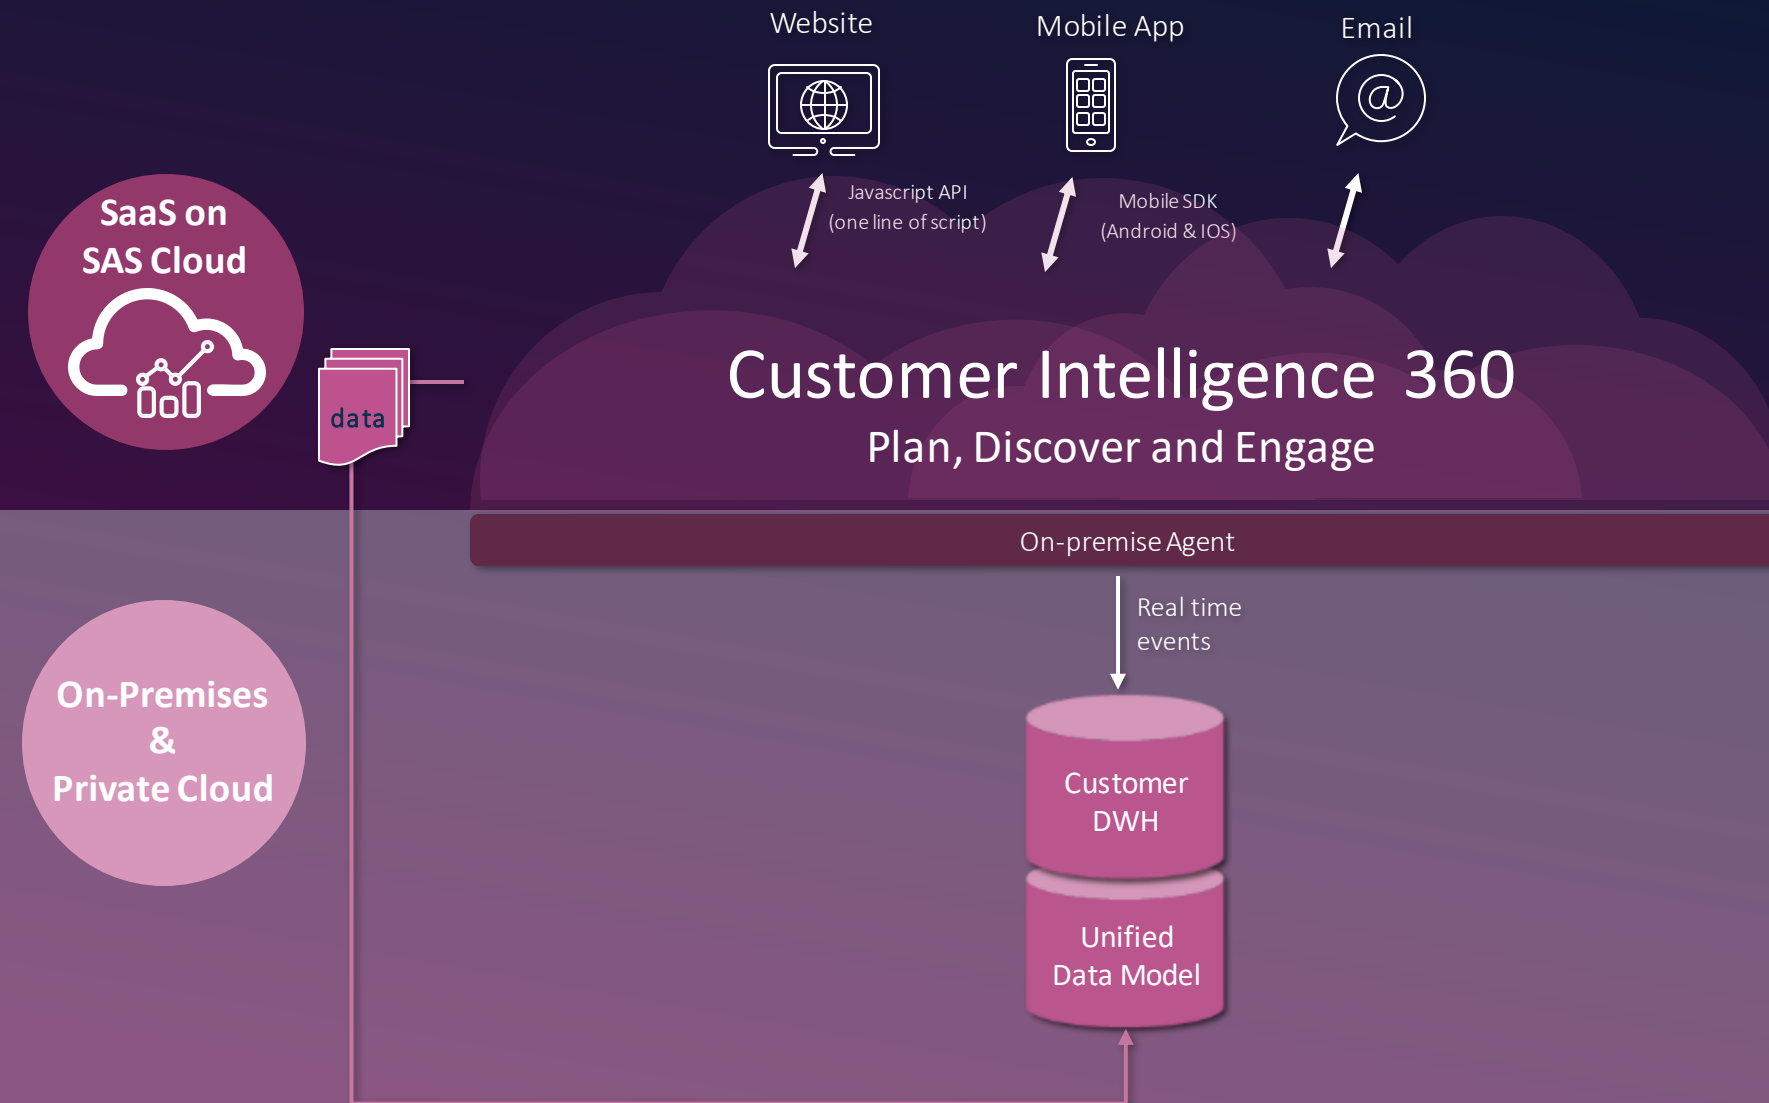 Website
Mobile App
Email
@
Javascript API
(one line of script)
Mobile SDK
(Android & IOS)
SaaS on
SAS Cloud
data
Customer Intelligence 360
Plan, Discover and Engage
On-premise Agent
Real time
events
On-Premises
&
Private Cloud
Customer
DWH
Unified
Data Model